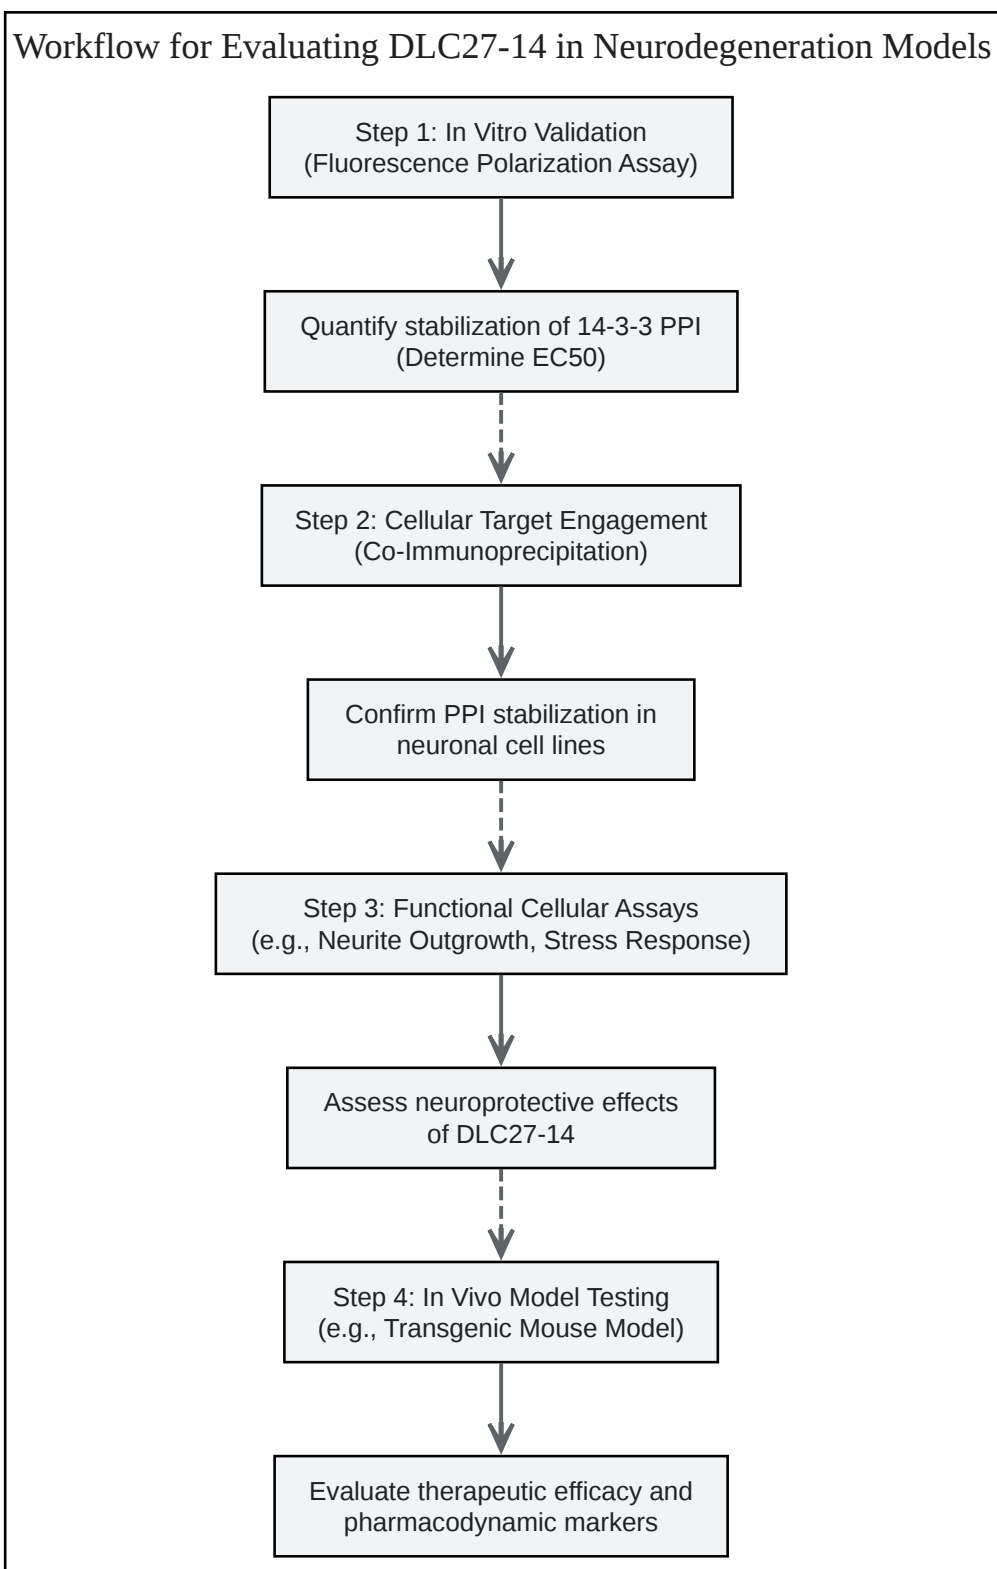 Workflow for Evaluating DLC27-14 in Neurodegeneration Models
Step 1: In Vitro Validation
(Fluorescence Polarization Assay)
Quantify stabilization of 14-3-3 PPI
(Determine EC50)
Step 2: Cellular Target Engagement
(Co-Immunoprecipitation)
Confirm PPI stabilization in
neuronal cell lines
Step 3: Functional Cellular Assays
(e.g., Neurite Outgrowth, Stress Response)
Assess neuroprotective effects
of DLC27-14
Step 4: In Vivo Model Testing
(e.g., Transgenic Mouse Model)
Evaluate therapeutic efficacy and
pharmacodynamic markers